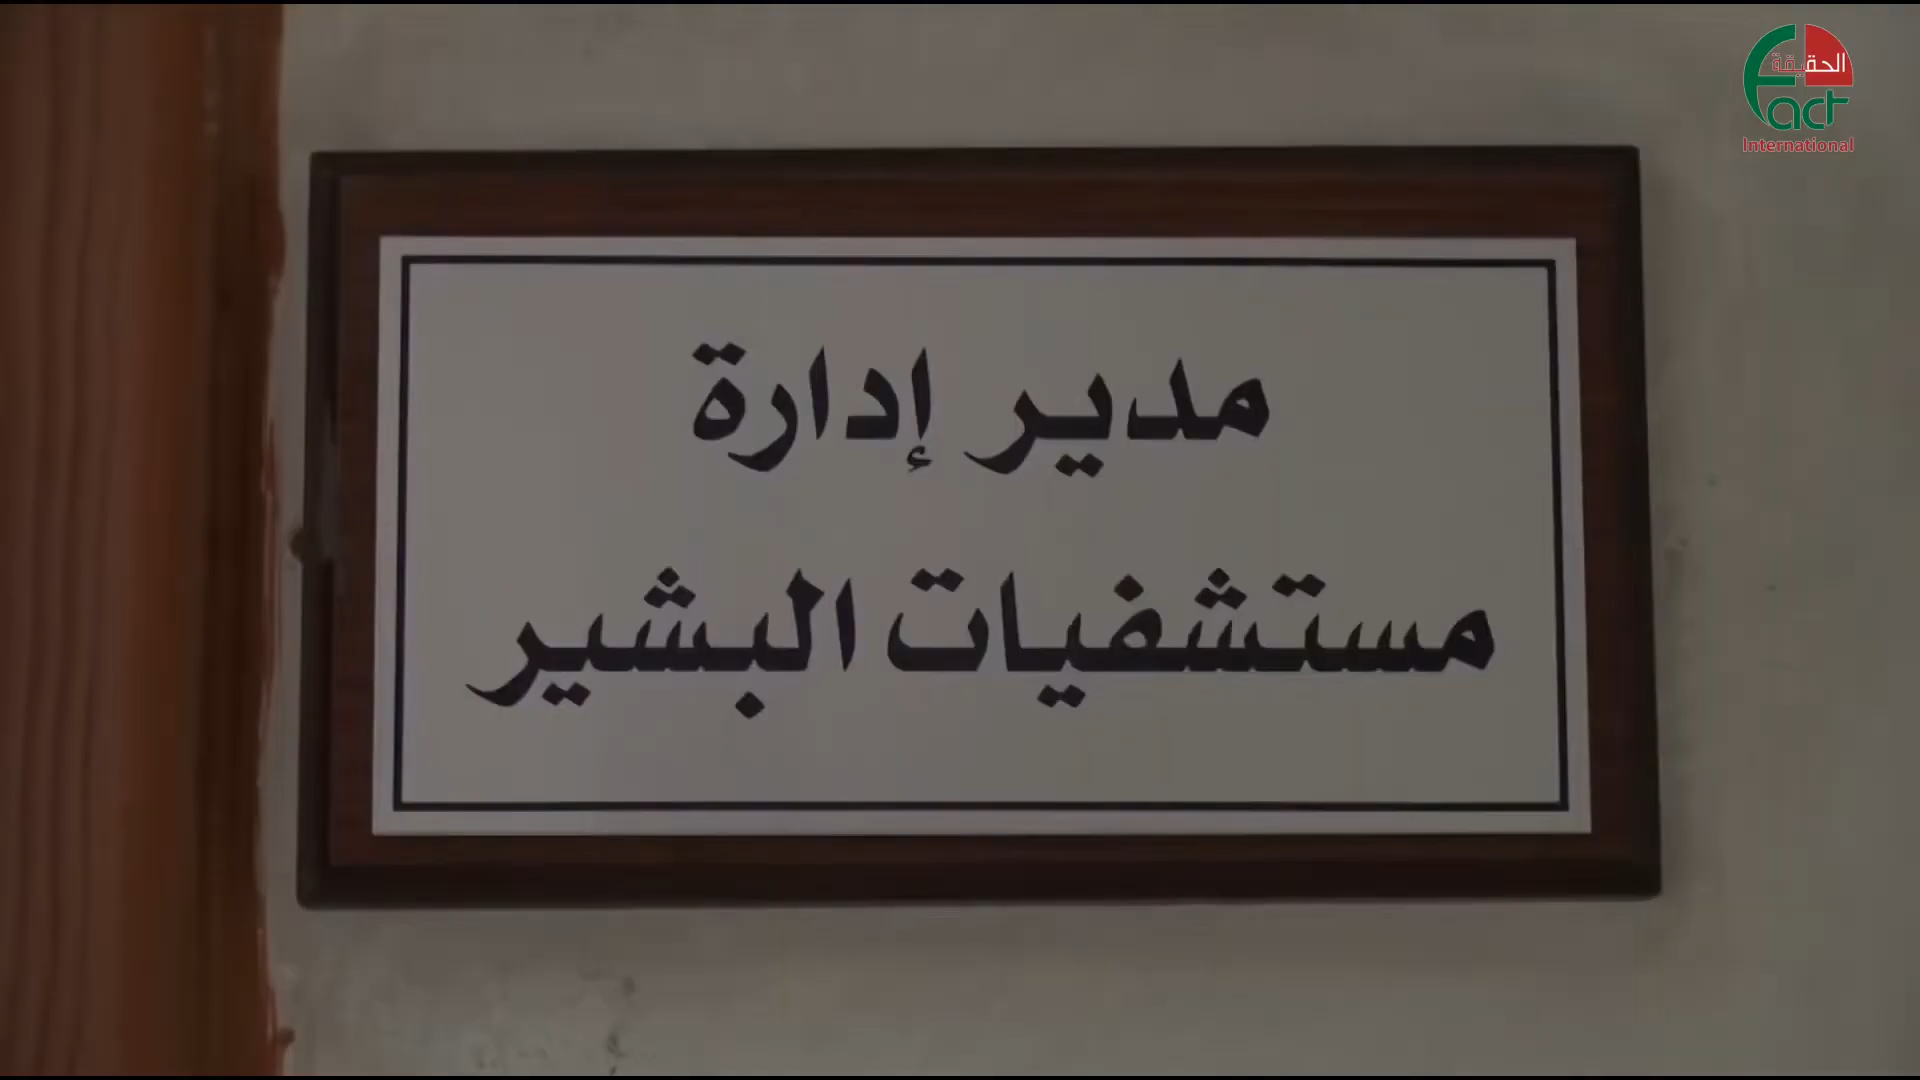 الحقيقة
Fact
International
مدير إدارة
مستشفيات البشير